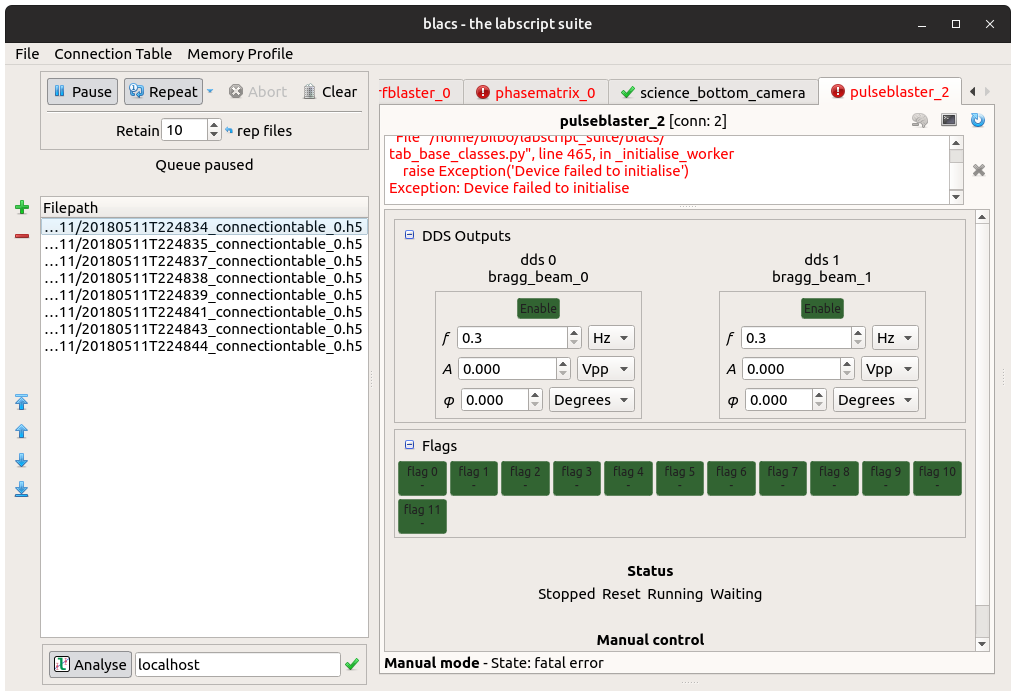 blacs - the labscript suite
File Connection Table Memory Profile
Pause Repeat Abort Clear
Retain 10 rep files
Queue paused
Filepath
...11/20180511T224834_connectiontable_0.h5
...11/20180511T224835_connectiontable_0.h5
...11/20180511T224837_connectiontable_0.h5
...11/20180511T224838_connectiontable_0.h5
...11/20180511T224839_connectiontable_0.h5
...11/20180511T224841_connectiontable_0.h5
...11/20180511T224843_connectiontable_0.h5
...11/20180511T224844_connectiontable_0.h5
Analyse localhost
rfblaster_0 phasematrix_0 science_bottom_camera pulseblaster_2
pulseblaster_2 [conn: 2]
File "/home/bilbo/labscript_suite/blacs/
tab_base_classes.py", line 465, in _initialise_worker
raise Exception('Device failed to initialise')
Exception: Device failed to initialise
DDS Outputs
dds 0
bragg_beam_0
Enable
f 0.3 Hz
A 0.000 Vpp
φ 0.000 Degrees
dds 1
bragg_beam_1
Enable
f 0.3 Hz
A 0.000 Vpp
φ 0.000 Degrees
Flags
flag 0 flag 1 flag 2 flag 3 flag 4 flag 5 flag 6 flag 7 flag 8 flag 9 flag 10
- - - - - - - - - - -
flag 11
-
Status
Stopped Reset Running Waiting
Manual control
Manual mode - State: fatal error